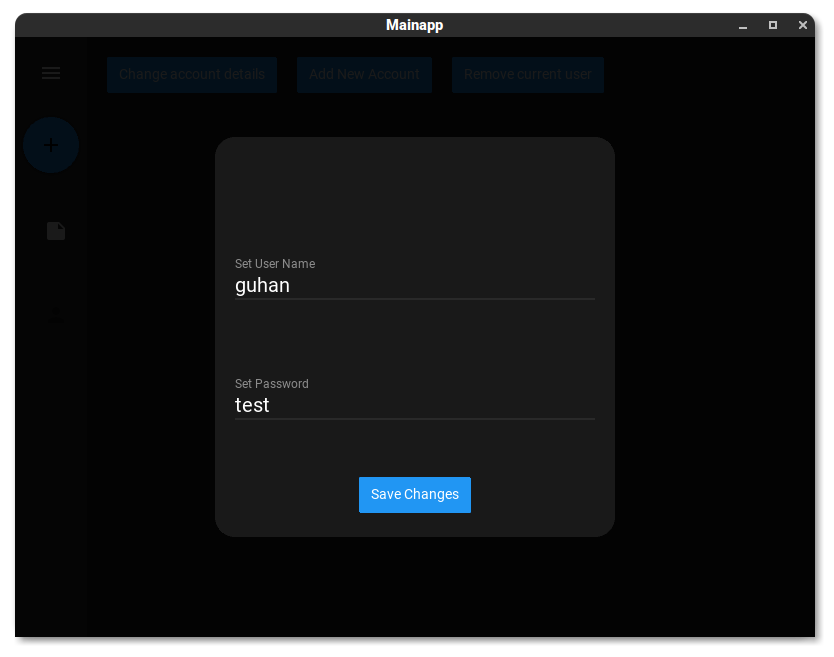 Mainapp
Change account details
Add New Account
Remove current user
Set User Name
guhan
Set Password
test
Save Changes